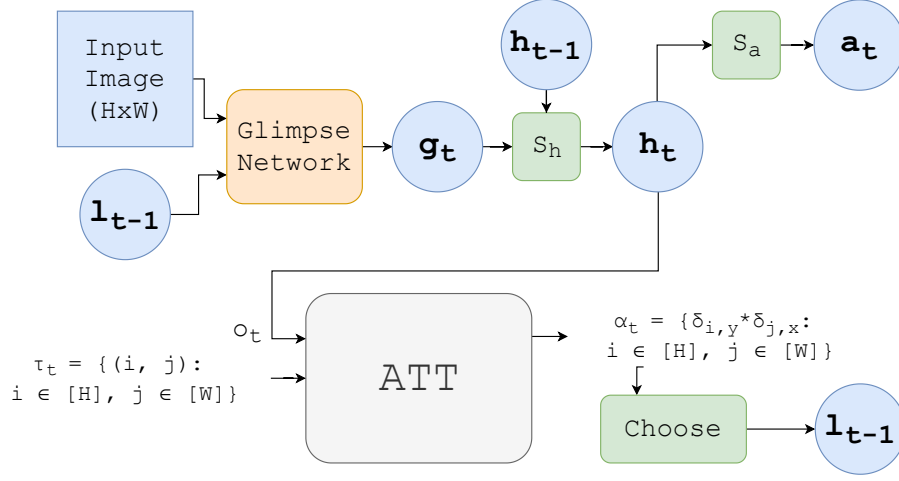 Input
Image
(HxW)
l_{t-1}
Glimpse
Network
g_t
h_{t-1}
S_h
h_t
S_a
a_t
o_t
τ_t = {(i, j):
i ∈ [H], j ∈ [W]}
ATT
α_t = {δ_{i,y}*δ_{j,x}:
i ∈ [H], j ∈ [W]}
Choose
l_{t-1}